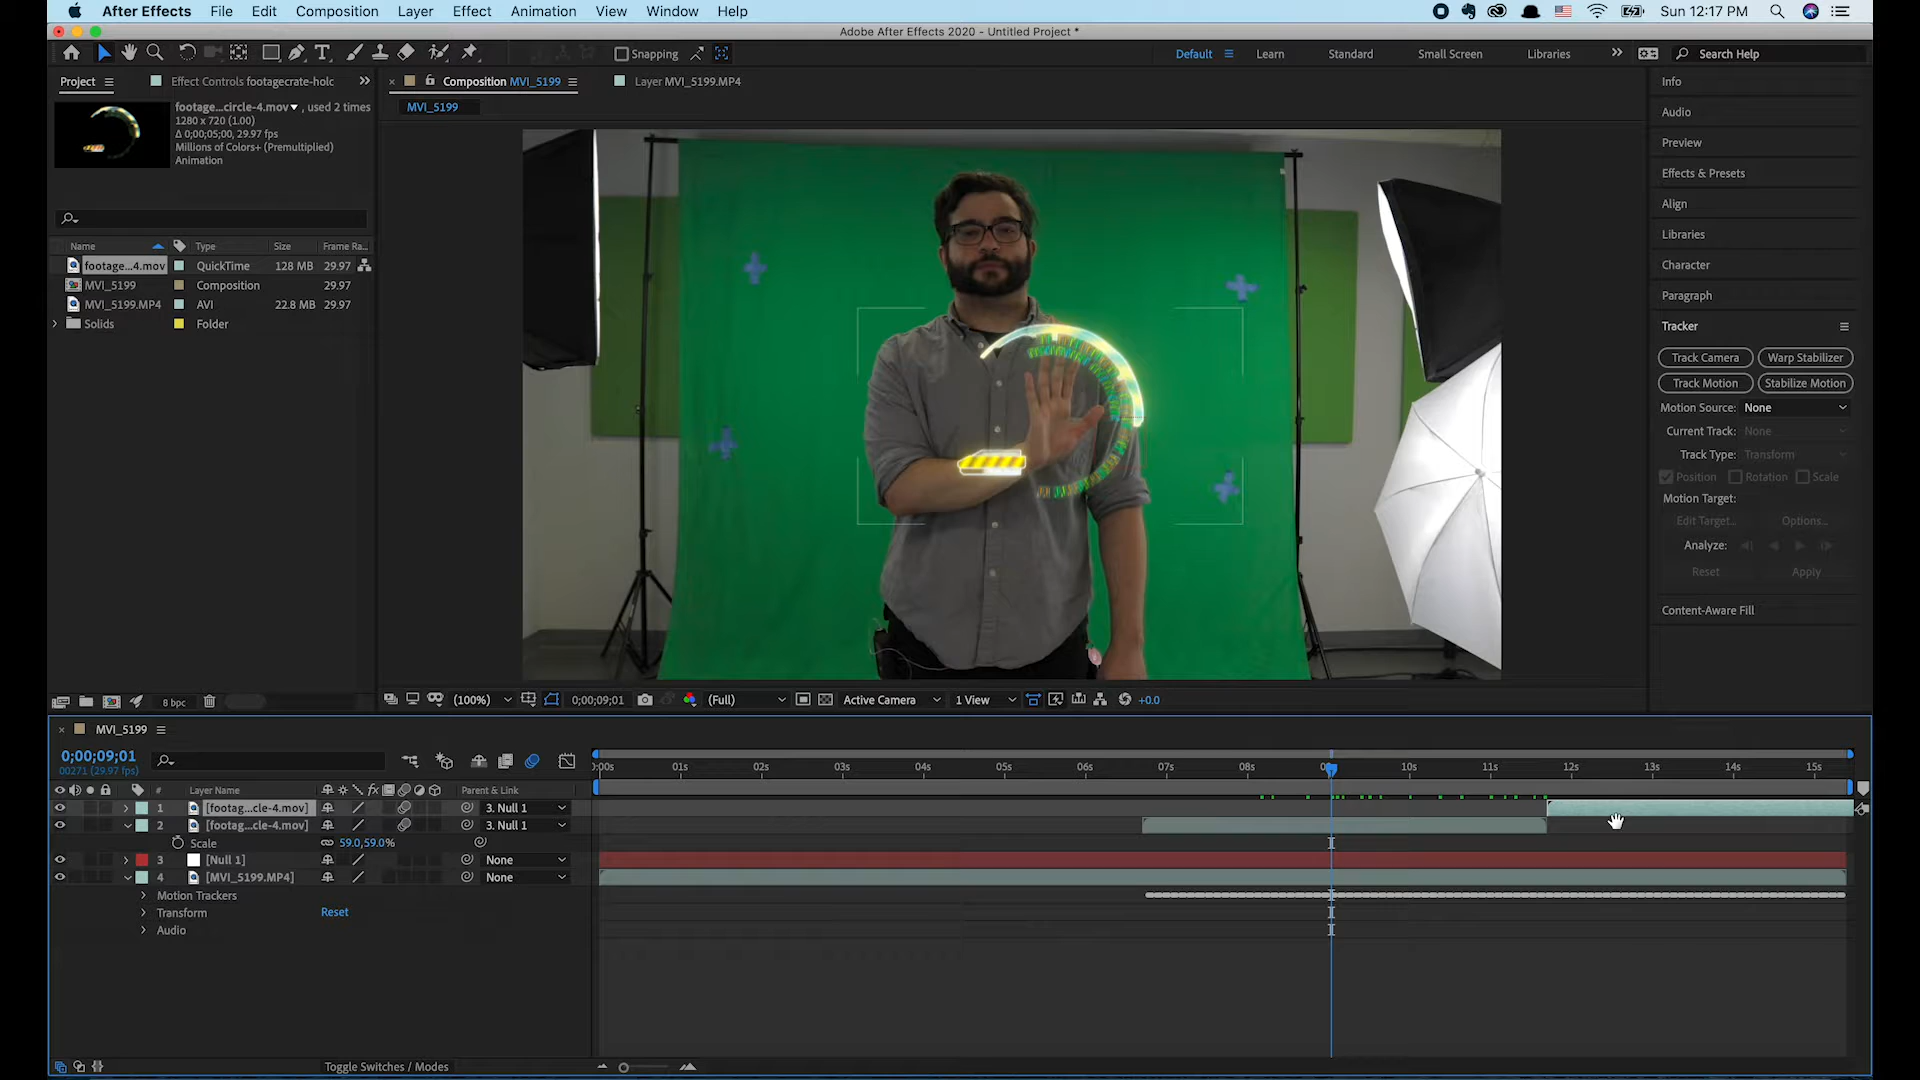 After Effects File Edit Composition Layer Effect Animation View Window Help Sun 12:17 PM
Adobe After Effects 2020 - Untitled Project *
Snapping Default Learn Standard Small Screen Libraries Search Help
Project Effect Controls footagecrate-holc Composition MVI_5199 Layer MVI_5199.MP4 Info
MVI_5199
footage...circle-4.mov , used 2 times
1280 x 720 (1.00)
Δ 0;00;05;00, 29.97 fps
Millions of Colors+ (Premultiplied)
Animation
Name Type Size Frame Ra...
footage...4.mov QuickTime 128 MB 29.97
MVI_5199 Composition 29.97
MVI_5199.MP4 AVI 22.8 MB 29.97
Solids Folder
8 bpc
(100%) 0;00;09;01 (Full) Active Camera 1 View +0.0
Audio
Preview
Effects & Presets
Align
Libraries
Character
Paragraph
Tracker
Track Camera Warp Stabilizer
Track Motion Stabilize Motion
Motion Source: None
Current Track: None
Track Type: Transform
Position Rotation Scale
Motion Target:
Edit Target... Options...
Analyze:
Reset Apply
Content-Aware Fill
MVI_5199
0;00;09;01
00271 (29.97 fps)
01s 02s 03s 04s 05s 06s 07s 08s 10s 11s 12s 13s 14s 15s
# Layer Name fx Parent & Link
1 [footag...cle-4.mov] 3. Null 1
2 [footag...cle-4.mov] 3. Null 1
Scale 59.0,59.0%
3 [Null 1] None
4 [MVI_5199.MP4] None
Motion Trackers
Transform Reset
Audio
Toggle Switches / Modes